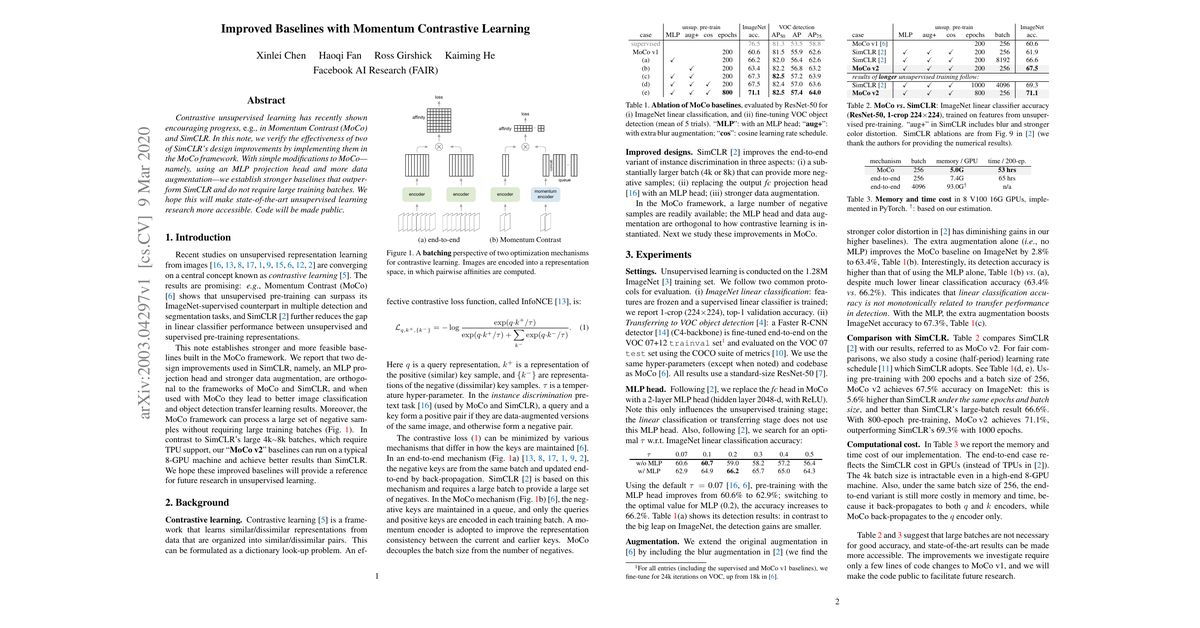 Improved Baselines with Momentum Contrastive Learning
Xinlei Chen Haoqi Fan Ross Girshick Kaiming He
Facebook AI Research (FAIR)
arXiv:2003.04297v1 [cs.CV] 9 Mar 2020
Abstract
Contrastive unsupervised learning has recently shown
encouraging progress, e.g., in Momentum Contrast (MoCo)
and SimCLR. In this note, we verify the effectiveness of two
of SimCLR's design improvements by implementing them in
the MoCo framework. With simple modifications to MoCo—
namely, using an MLP projection head and more data
augmentation—we establish stronger baselines that outper-
form SimCLR and do not require large training batches. We
hope this will make state-of-the-art unsupervised learning
research more accessible. Code will be made public.
1. Introduction
Recent studies on unsupervised representation learning
from images [16, 13, 8, 17, 1, 9, 15, 6, 12, 2] are converging
on a central concept known as contrastive learning [5]. The
results are promising: e.g., Momentum Contrast (MoCo)
[6] shows that unsupervised pre-training can surpass its
ImageNet-supervised counterpart in multiple detection and
segmentation tasks, and SimCLR [2] further reduces the
gap in linear classifier performance between unsupervised
and supervised pre-training representations.
This note establishes stronger and more feasible base-
lines built in the MoCo framework. We report that two de-
sign improvements used in SimCLR, namely, an MLP pro-
jection head and stronger data augmentation, are orthog-
onal to the frameworks of MoCo and SimCLR, and when
used with MoCo they lead to better image classification
and object detection transfer learning results. Moreover, the
MoCo framework can process a large set of negative sam-
ples without requiring large training batches (Fig. 1). In
contrast to SimCLR's large 4k∼8k batches, which require
TPU support, our "MoCo v2" baselines can run on a typical
8-GPU machine and achieve better results than SimCLR.
We hope these improved baselines will provide a reference
for future research in unsupervised learning.
2. Background
Contrastive learning. Contrastive learning [5] is a frame-
work that learns similar/dissimilar representations from
data that are organized into similar/dissimilar pairs. This
can be formulated as a dictionary look-up problem. An ef-
loss
affinity
encoder encoder
(a) end-to-end
loss
affinity
queue
encoder momentum
encoder
(b) Momentum Contrast
Figure 1. A batching perspective of two optimization mechanisms
for contrastive learning. Images are encoded into a representation
space, in which pairwise affinities are computed.
fective contrastive loss function, called InfoNCE [13], is:
ℒq,k+,{k−} = − log exp(q·k+/τ) / (exp(q·k+/τ) + ∑k− exp(q·k−/τ)). (1)
Here q is a query representation, k+ is a representation of
the positive (similar) key sample, and {k−} are representa-
tions of the negative (dissimilar) key samples. τ is a temper-
ature hyper-parameter. In the instance discrimination pre-
text task [16] (used by MoCo and SimCLR), a query and a
key form a positive pair if they are data-augmented versions
of the same image, and otherwise form a negative pair.
The contrastive loss (1) can be minimized by various
mechanisms that differ in how the keys are maintained [6].
In an end-to-end mechanism (Fig. 1a) [13, 8, 17, 1, 9, 2],
the negative keys are from the same batch and updated end-
to-end by back-propagation. SimCLR [2] is based on this
mechanism and requires a large batch to provide a large set
of negatives. In the MoCo mechanism (Fig. 1b) [6], the neg-
ative keys are maintained in a queue, and only the queries
and positive keys are encoded in each training batch. A mo-
mentum encoder is adopted to improve the representation
consistency between the current and earlier keys. MoCo
decouples the batch size from the number of negatives.
1
unsup. pre-train ImageNet VOC detection
case MLP aug+ cos epochs acc. AP50 AP AP75
supervised 76.5 81.3 53.5 58.8
MoCo v1 200 60.6 81.5 55.9 62.6
(a) ✓ 200 66.2 82.0 56.4 62.6
(b) ✓ 200 63.4 82.2 56.8 63.2
(c) ✓ ✓ 200 67.3 82.5 57.2 63.9
(d) ✓ ✓ ✓ 200 67.5 82.4 57.0 63.6
(e) ✓ ✓ ✓ 800 71.1 82.5 57.4 64.0
Table 1. Ablation of MoCo baselines, evaluated by ResNet-50 for
(i) ImageNet linear classification, and (ii) fine-tuning VOC object
detection (mean of 5 trials). "MLP": with an MLP head; "aug+":
with extra blur augmentation; "cos": cosine learning rate schedule.
Improved designs. SimCLR [2] improves the end-to-end
variant of instance discrimination in three aspects: (i) a sub-
stantially larger batch (4k or 8k) that can provide more neg-
ative samples; (ii) replacing the output fc projection head
[16] with an MLP head; (iii) stronger data augmentation.
In the MoCo framework, a large number of negative
samples are readily available; the MLP head and data aug-
mentation are orthogonal to how contrastive learning is in-
stantiated. Next we study these improvements in MoCo.
3. Experiments
Settings. Unsupervised learning is conducted on the 1.28M
ImageNet [3] training set. We follow two common proto-
cols for evaluation. (i) ImageNet linear classification: fea-
tures are frozen and a supervised linear classifier is trained;
we report 1-crop (224×224), top-1 validation accuracy. (ii)
Transferring to VOC object detection [4]: a Faster R-CNN
detector [14] (C4-backbone) is fine-tuned end-to-end on the
VOC 07+12 trainval set1 and evaluated on the VOC 07
test set using the COCO suite of metrics [10]. We use the
same hyper-parameters (except when noted) and codebase
as MoCo [6]. All results use a standard-size ResNet-50 [7].
MLP head. Following [2], we replace the fc head in MoCo
with a 2-layer MLP head (hidden layer 2048-d, with ReLU).
Note this only influences the unsupervised training stage;
the linear classification or transferring stage does not use
this MLP head. Also, following [2], we search for an opti-
mal τ w.r.t. ImageNet linear classification accuracy:
τ 0.07 0.1 0.2 0.3 0.4 0.5
w/o MLP 60.6 60.7 59.0 58.2 57.2 56.4
w/ MLP 62.9 64.9 66.2 65.7 65.0 64.3
Using the default τ = 0.07 [16, 6], pre-training with the
MLP head improves from 60.6% to 62.9%; switching to
the optimal value for MLP (0.2), the accuracy increases to
66.2%. Table 1(a) shows its detection results: in contrast to
the big leap on ImageNet, the detection gains are smaller.
Augmentation. We extend the original augmentation in
[6] by including the blur augmentation in [2] (we find the
1For all entries (including the supervised and MoCo v1 baselines), we
fine-tune for 24k iterations on VOC, up from 18k in [6].
unsup. pre-train ImageNet
case MLP aug+ cos epochs batch acc.
MoCo v1 [6] 200 256 60.6
SimCLR [2] ✓ ✓ ✓ 200 256 61.9
SimCLR [2] ✓ ✓ ✓ 200 8192 66.6
MoCo v2 ✓ ✓ ✓ 200 256 67.5
results of longer unsupervised training follow:
SimCLR [2] ✓ ✓ ✓ 1000 4096 69.3
MoCo v2 ✓ ✓ ✓ 800 256 71.1
Table 2. MoCo vs. SimCLR: ImageNet linear classifier accuracy
(ResNet-50, 1-crop 224×224), trained on features from unsuper-
vised pre-training. "aug+" in SimCLR includes blur and stronger
color distortion. SimCLR ablations are from Fig. 9 in [2] (we
thank the authors for providing the numerical results).
mechanism batch memory / GPU time / 200-ep.
MoCo 256 5.0G 53 hrs
end-to-end 256 7.4G 65 hrs
end-to-end 4096 93.0G† n/a
Table 3. Memory and time cost in 8 V100 16G GPUs, imple-
mented in PyTorch. †: based on our estimation.
stronger color distortion in [2] has diminishing gains in our
higher baselines). The extra augmentation alone (i.e., no
MLP) improves the MoCo baseline on ImageNet by 2.8%
to 63.4%, Table 1(b). Interestingly, its detection accuracy is
higher than that of using the MLP alone, Table 1(b) vs. (a),
despite much lower linear classification accuracy (63.4%
vs. 66.2%). This indicates that linear classification accu-
racy is not monotonically related to transfer performance
in detection. With the MLP, the extra augmentation boosts
ImageNet accuracy to 67.3%, Table 1(c).
Comparison with SimCLR. Table 2 compares SimCLR
[2] with our results, referred to as MoCo v2. For fair com-
parisons, we also study a cosine (half-period) learning rate
schedule [11] which SimCLR adopts. See Table 1(d, e). Us-
ing pre-training with 200 epochs and a batch size of 256,
MoCo v2 achieves 67.5% accuracy on ImageNet: this is
5.6% higher than SimCLR under the same epochs and batch
size, and better than SimCLR's large-batch result 66.6%.
With 800-epoch pre-training, MoCo v2 achieves 71.1%,
outperforming SimCLR's 69.3% with 1000 epochs.
Computational cost. In Table 3 we report the memory and
time cost of our implementation. The end-to-end case re-
flects the SimCLR cost in GPUs (instead of TPUs in [2]).
The 4k batch size is intractable even in a high-end 8-GPU
machine. Also, under the same batch size of 256, the end-
to-end variant is still more costly in memory and time, be-
cause it back-propagates to both q and k encoders, while
MoCo back-propagates to the q encoder only.
Table 2 and 3 suggest that large batches are not necessary
for good accuracy, and state-of-the-art results can be made
more accessible. The improvements we investigate require
only a few lines of code changes to MoCo v1, and we will
make the code public to facilitate future research.
2